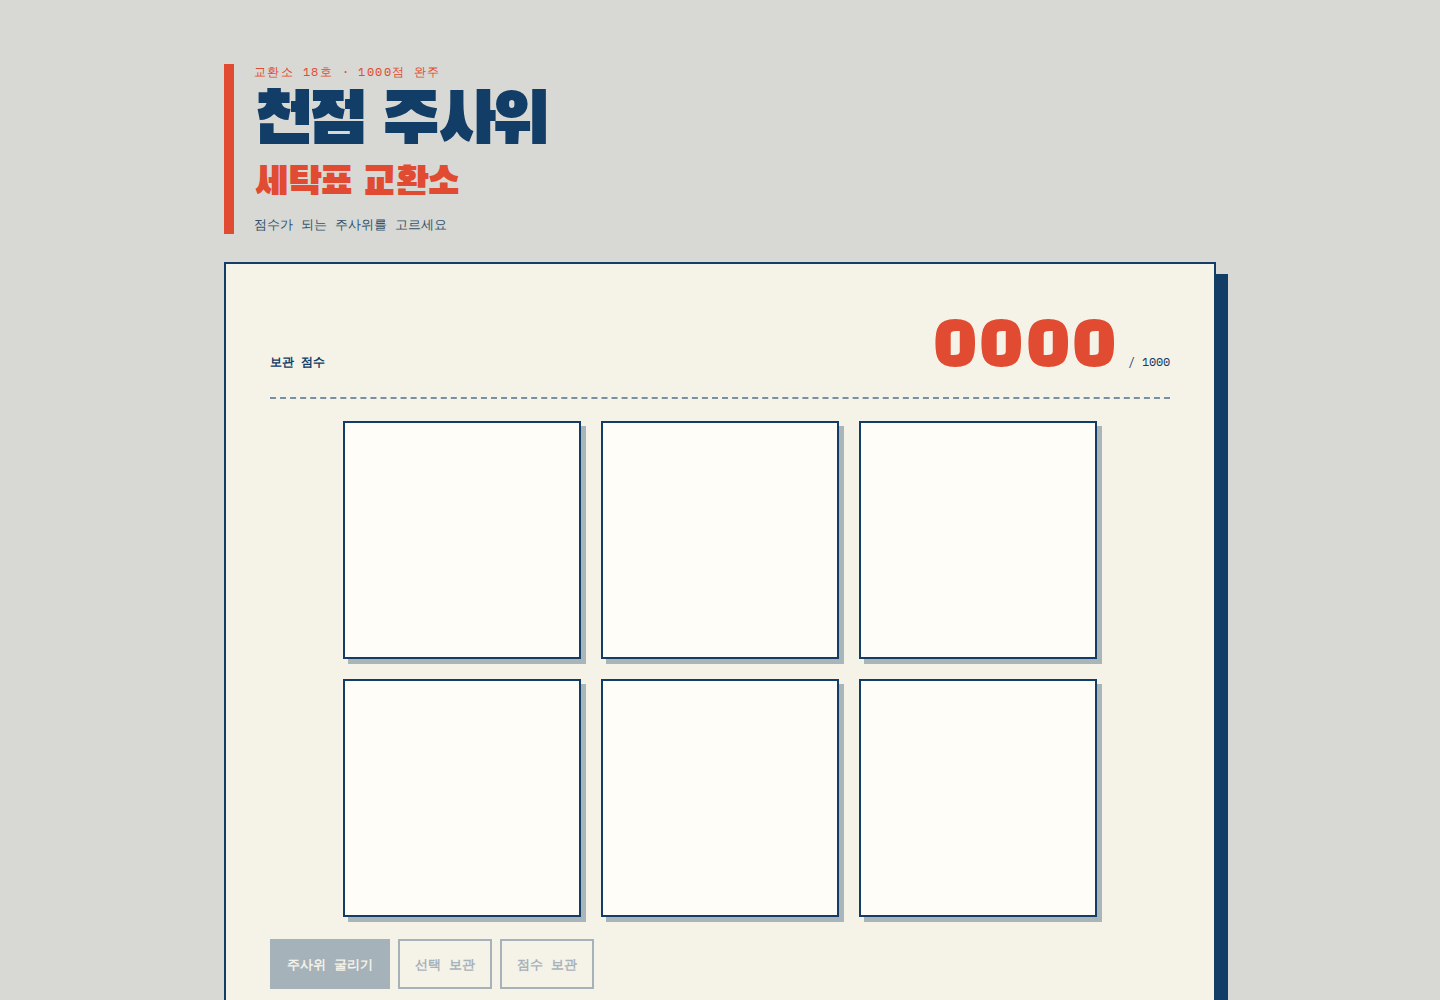 교환소 18호 · 1000점 완주
천점 주사위
세탁표 교환소
점수가 되는 주사위를 고르세요
보관 점수
0000 / 1000
주사위 굴리기
선택 보관
점수 보관